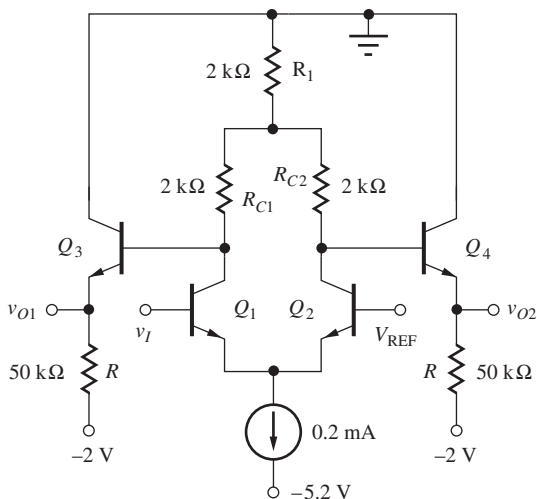 2 kΩ R1
2 kΩ RC1 RC2 2 kΩ
Q3 Q4
vO1 vI Q1 Q2 VREF vO2
50 kΩ R R 50 kΩ
0.2 mA
–2 V –2 V
–5.2 V